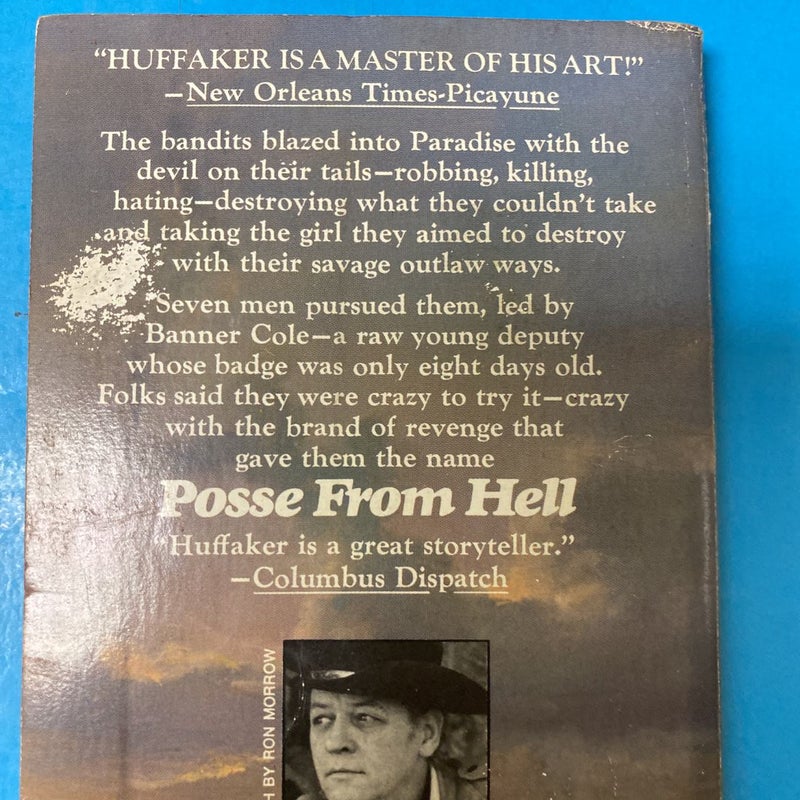 “HUFFAKER IS A MASTER OF HIS ART!”
—New Orleans Times-Picayune
The bandits blazed into Paradise with the
devil on their tails—robbing, killing,
hating—destroying what they couldn’t take
and taking the girl they aimed to destroy
with their savage outlaw ways.
Seven men pursued them, led by
Banner Cole—a raw young deputy
whose badge was only eight days old.
Folks said they were crazy to try it—crazy
with the brand of revenge that
gave them the name
Posse From Hell
“Huffaker is a great storyteller.”
—Columbus Dispatch
BY RON MORROW